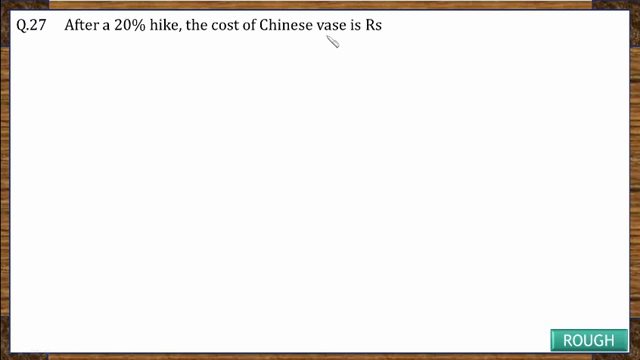 Q.27 After a 20% hike, the cost of Chinese vase is Rs
ROUGH